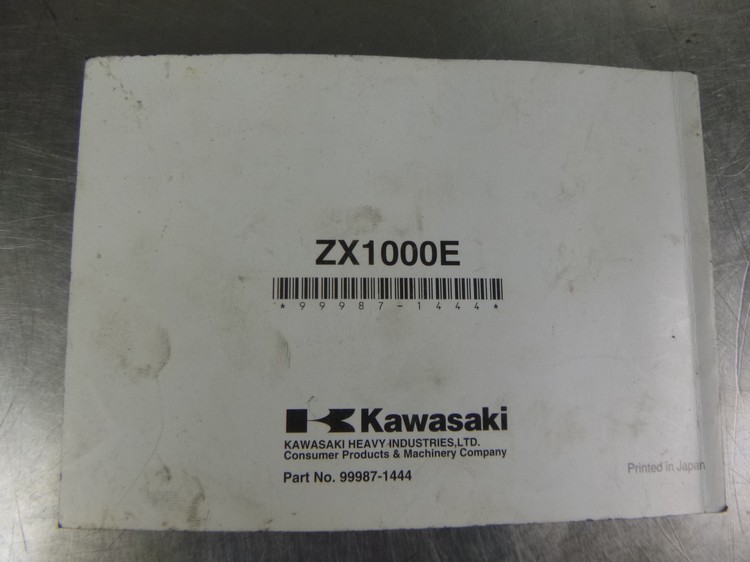 ZX1000E
*99987-1444*
Kawasaki
KAWASAKI HEAVY INDUSTRIES,LTD.
Consumer Products & Machinery Company
Part No. 99987-1444
Printed in Japan